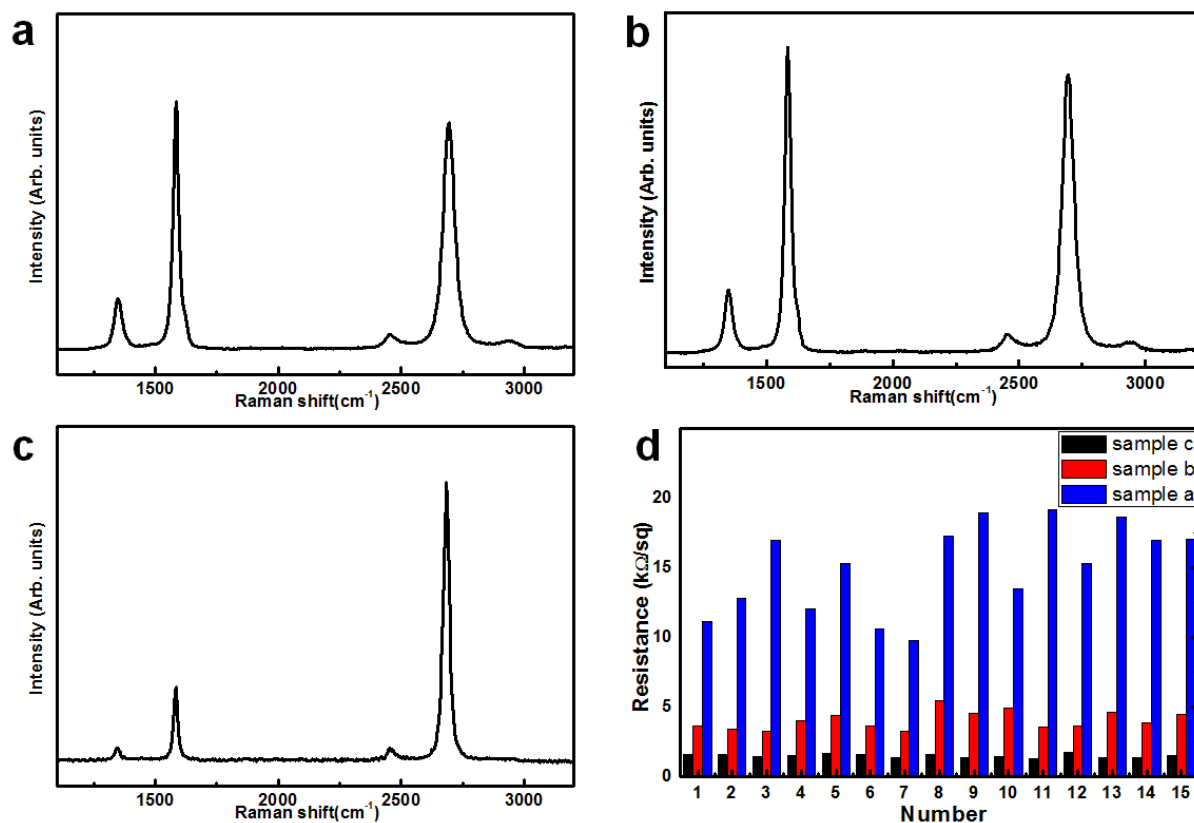 a
Intensity (Arb. units)
1500 2000 2500 3000
Raman shift(cm-1)
b
Intensity (Arb. units)
1500 2000 2500 3000
Raman shift(cm-1)
c
Intensity (Arb. units)
1500 2000 2500 3000
Raman shift(cm-1)
d
sample c
sample b
sample a
Resistance (kΩ/sq)
20
15
10
5
0
1 2 3 4 5 6 7 8 9 10 11 12 13 14 15
Number